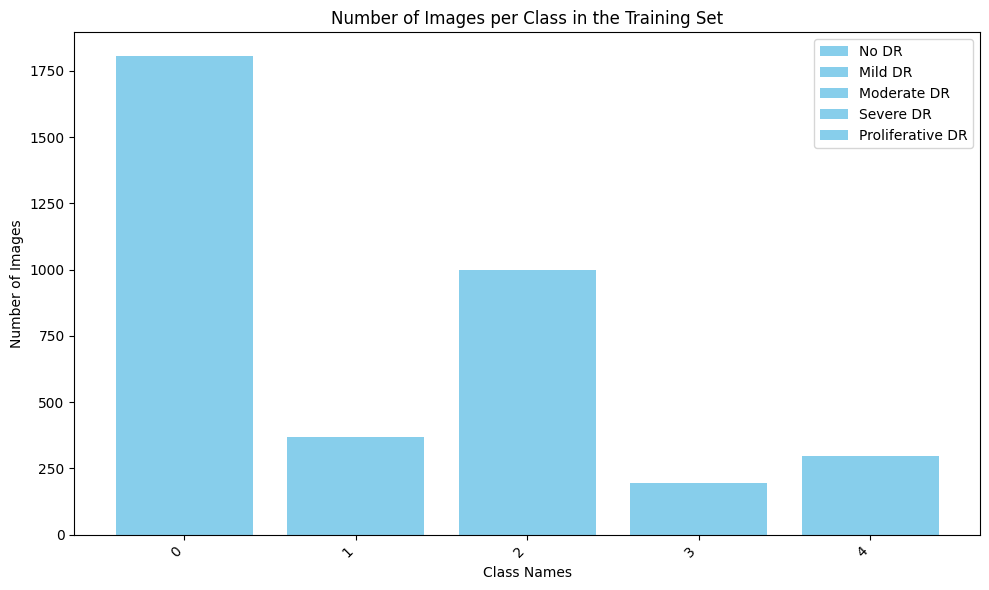 Number of Images per Class in the Training Set
No DR
Mild DR
Moderate DR
Severe DR
Proliferative DR
Number of Images
1750
1500
1250
1000
750
500
250
0
0
1
2
3
4
Class Names